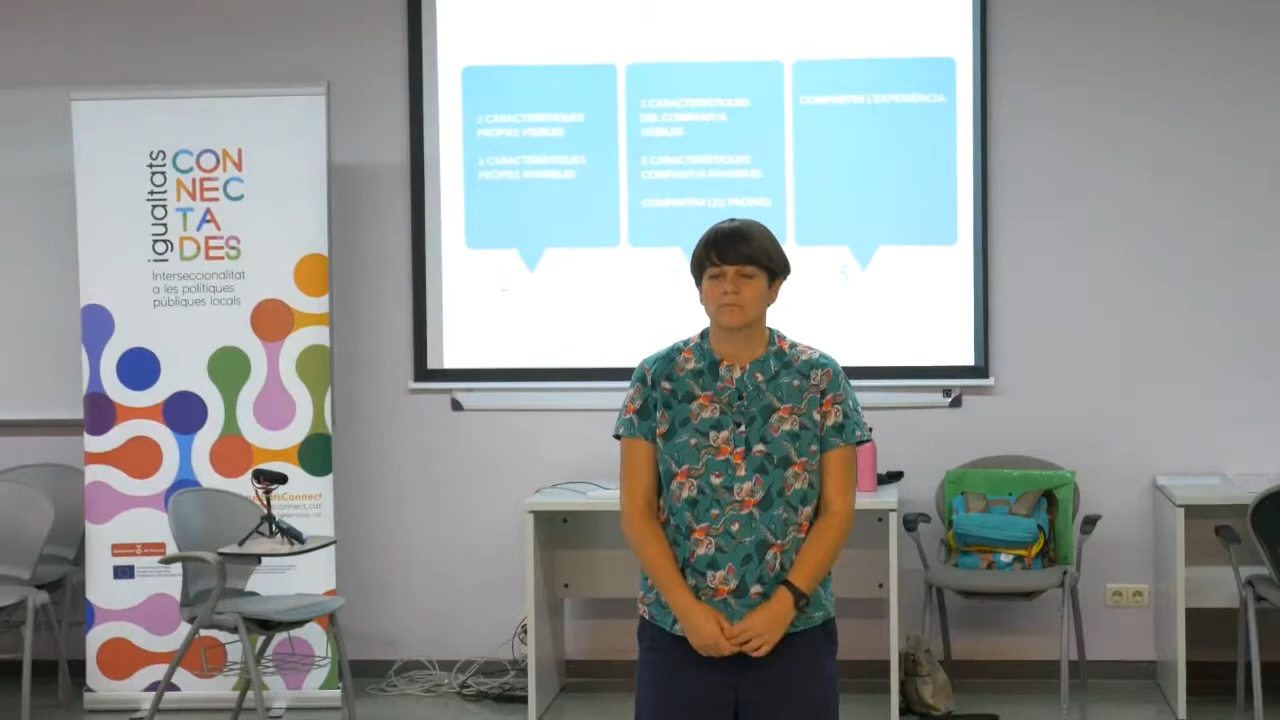 igualtats
CON
NEC
TA
DES
Interseccionalitat
a les polítiques
públiques locals
2 CARACTERÍSTIQUES
PRÒPIES VISIBLES
2 CARACTERÍSTIQUES
PRÒPIES INVISIBLES
2 CARACTERÍSTIQUES
DEL COMPANY/A
VISIBLES
2 CARACTERÍSTIQUES
COMPANY/A INVISIBLES
COMPARTIM LES PRÒPIES
COMPARTIM L'EXPERIÈNCIA
3